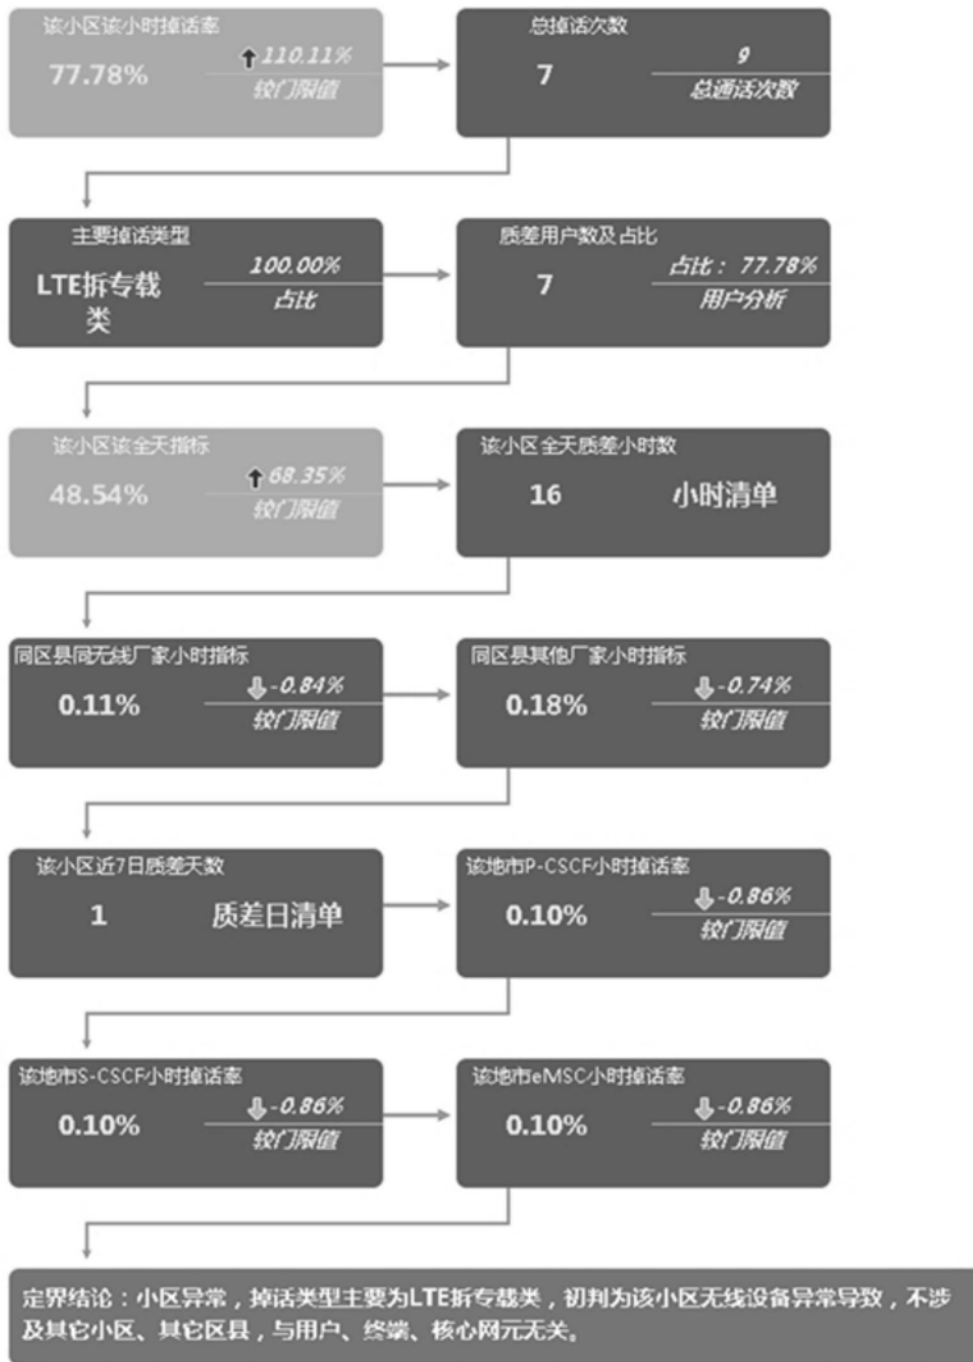 该小区该小时掉话率
77.78%
110.11%
较门限值
总掉话次数
7
9
总通话次数
主要掉话类型
LTE拆专载
类
100.00%
占比
质差用户数及占比
7
占比：77.78%
用户分析
该小区该全天指标
48.54%
68.35%
较门限值
该小区全天质差小时数
16
小时清单
同区县同无线厂家小时指标
0.11%
-0.84%
较门限值
同区县其他厂家小时指标
0.18%
-0.74%
较门限值
该小区近7日质差天数
1
质差日清单
该地市P-CSCF小时掉话率
0.10%
-0.86%
较门限值
该地市S-CSCF小时掉话率
0.10%
-0.86%
较门限值
该地市eMSC小时掉话率
0.10%
-0.86%
较门限值
定界结论：小区异常，掉话类型主要为LTE拆专载类，初判为该小区无线设备异常导致，不涉
及其它小区、其它区县，与用户、终端、核心网元无关。